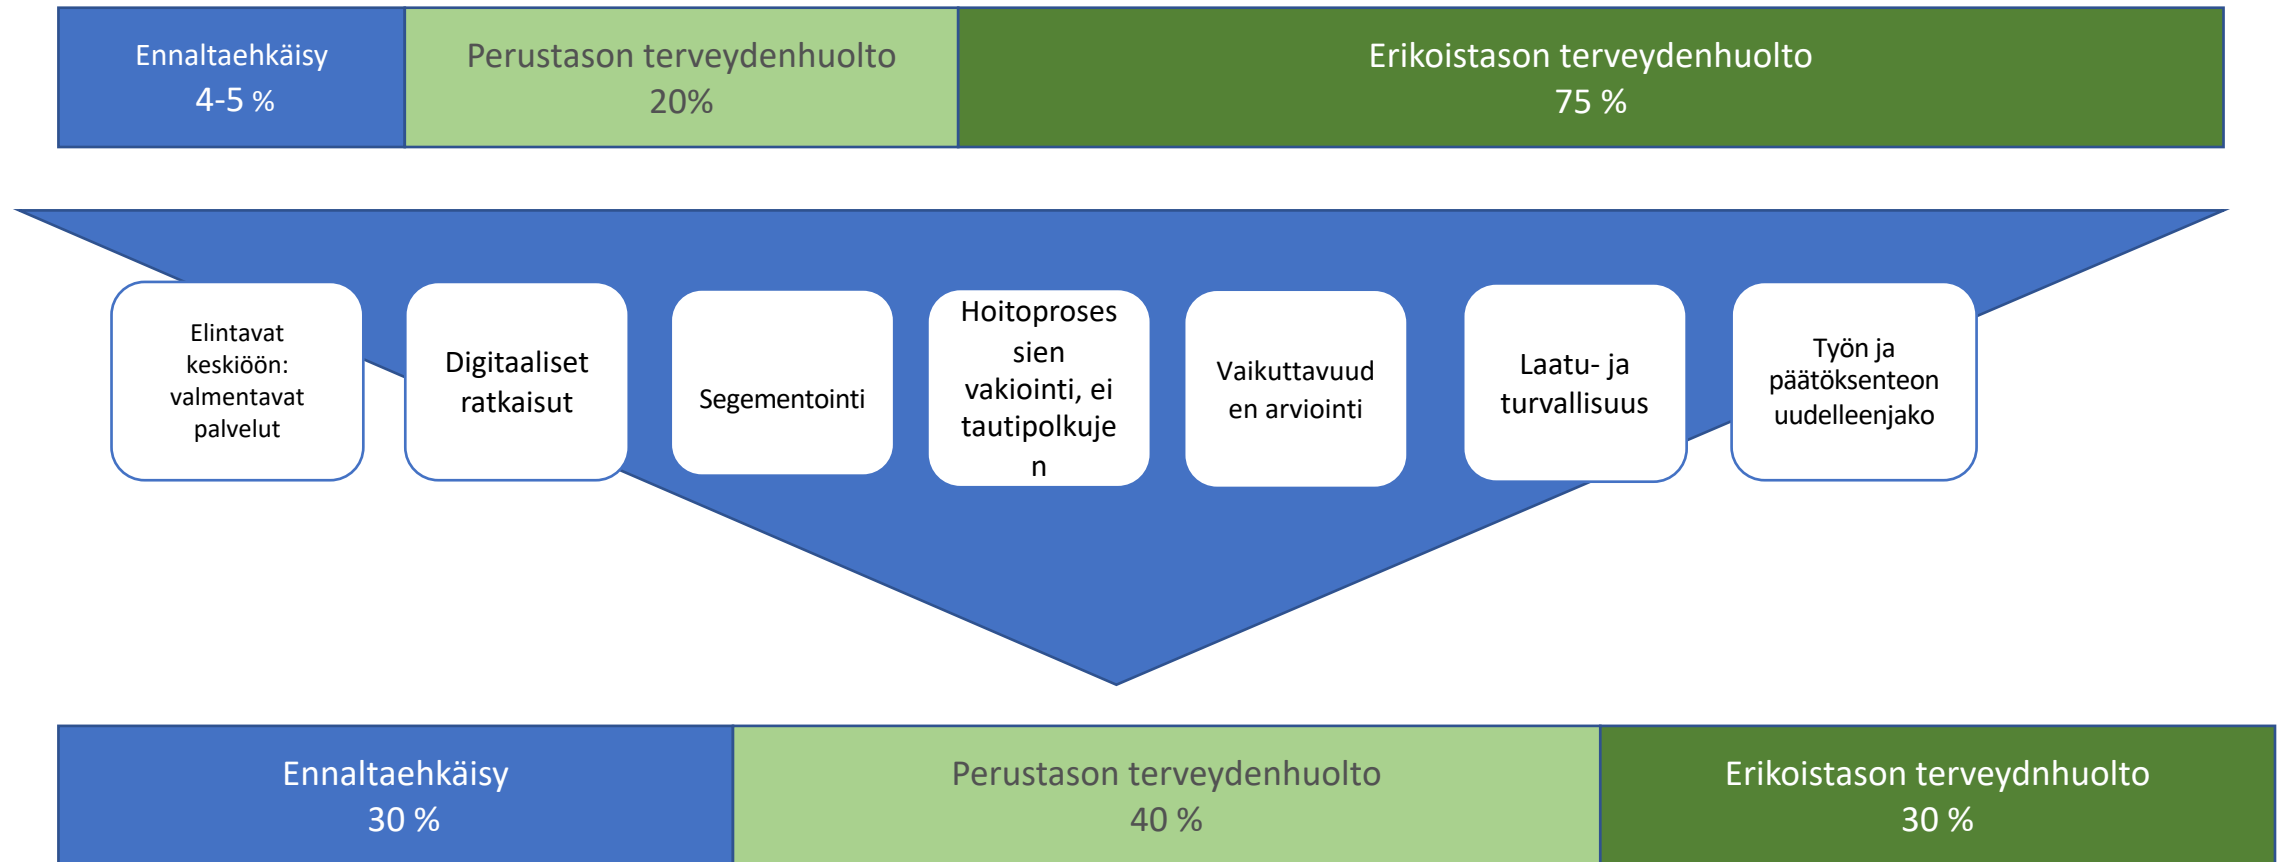 Ennaltaehkäisy
4-5 %
Perustason terveydenhuolto
20%
Erikoistason terveydenhuolto
75 %
Elintavat
keskiöön:
valmentavat
palvelut
Digitaaliset
ratkaisut
Segementointi
Hoitoproses
sien
vakiointi, ei
tautipolkuje
n
Vaikuttavuud
en arviointi
Laatu- ja
turvallisuus
Työn ja
päätöksenteon
uudelleenjako
Ennaltaehkäisy
30 %
Perustason terveydenhuolto
40 %
Erikoistason terveydnhuolto
30 %